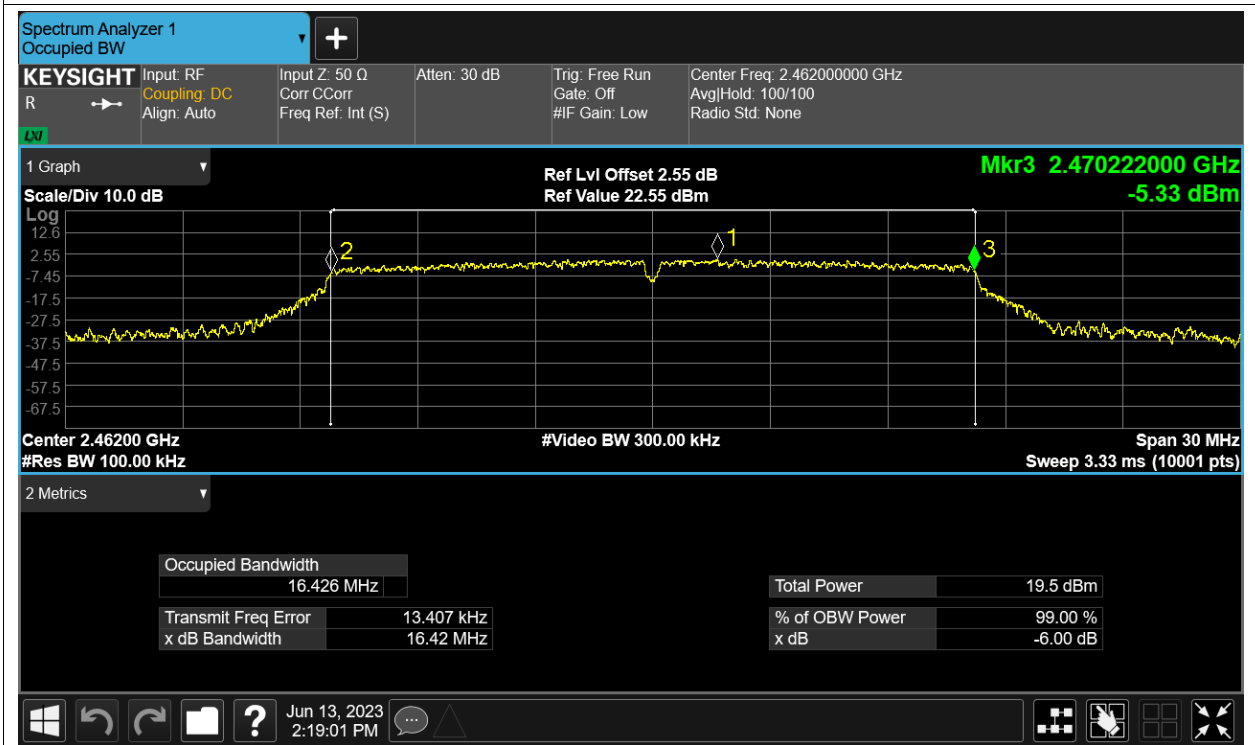 Spectrum Analyzer 1
Occupied BW
KEYSIGHT
R
LXI
Input: RF
Coupling: DC
Align: Auto
Input Z: 50 Ω
Corr CCorr
Freq Ref: Int (S)
Atten: 30 dB
Trig: Free Run
Gate: Off
#IF Gain: Low
Center Freq: 2.462000000 GHz
Avg|Hold: 100/100
Radio Std: None
1 Graph
Scale/Div 10.0 dB
Ref Lvl Offset 2.55 dB
Ref Value 22.55 dBm
Mkr3 2.470222000 GHz
-5.33 dBm
Log
12.6
2.55
-7.45
-17.5
-27.5
-37.5
-47.5
-57.5
-67.5
2
1
3
Center 2.46200 GHz
#Res BW 100.00 kHz
#Video BW 300.00 kHz
Span 30 MHz
Sweep 3.33 ms (10001 pts)
2 Metrics
Occupied Bandwidth
16.426 MHz
Transmit Freq Error 13.407 kHz
x dB Bandwidth 16.42 MHz
Total Power 19.5 dBm
% of OBW Power 99.00 %
x dB -6.00 dB
?
Jun 13, 2023
2:19:01 PM